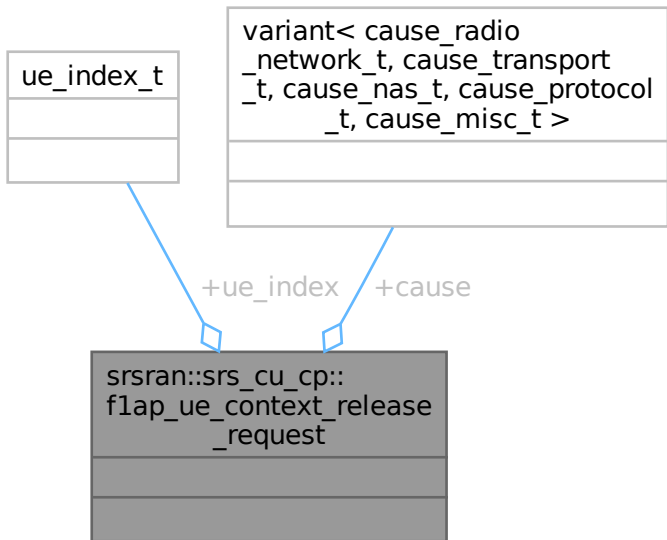 ue_index_t
variant< cause_radio
_network_t, cause_transport
_t, cause_nas_t, cause_protocol
_t, cause_misc_t >
+ue_index
+cause
srsran::srs_cu_cp::
f1ap_ue_context_release
_request